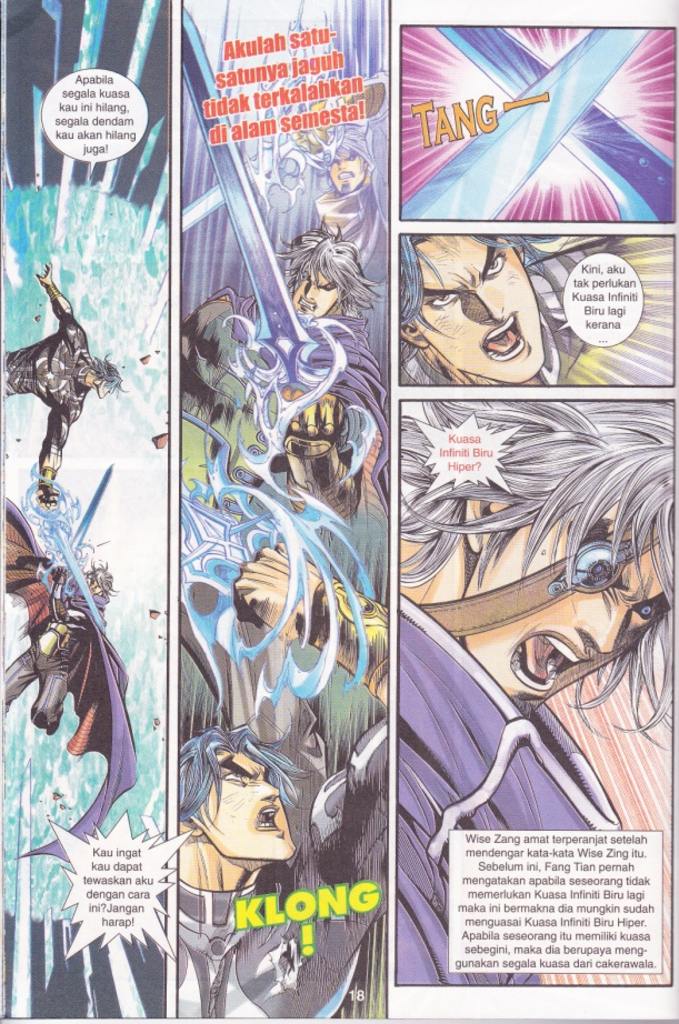 Apabila
segala kuasa
kau ini hilang,
segala dendam
kau akan hilang
juga!
Kau ingat
kau dapat
tewaskan aku
dengan cara
ini?Jangan
harap!
Akulah satu-
satunya jaguh
tidak terkalahkan
di alam semesta!
KLONG
!
TANG
Kini, aku
tak perlukan
Kuasa Infiniti
Biru lagi
kerana
...
Kuasa
Infiniti Biru
Hiper?
Wise Zang amat terperanjat setelah
mendengar kata-kata Wise Zing itu.
Sebelum ini, Fang Tian pernah
mengatakan apabila seseorang tidak
memerlukan Kuasa Infiniti Biru lagi
maka ini bermakna dia mungkin sudah
menguasai Kuasa Infiniti Biru Hiper.
Apabila seseorang itu memiliki kuasa
sebegini, maka dia berupaya meng-
gunakan segala kuasa dari cakerawala.
18